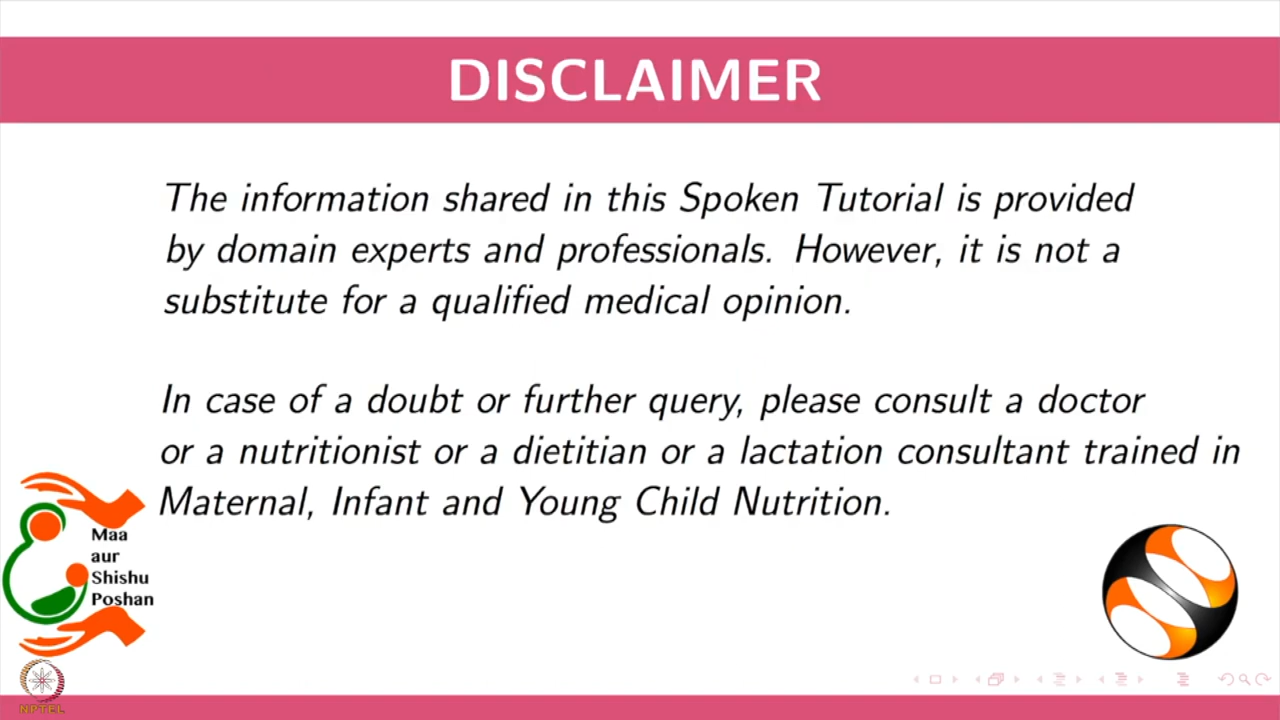 DISCLAIMER
The information shared in this Spoken Tutorial is provided
by domain experts and professionals. However, it is not a
substitute for a qualified medical opinion.
In case of a doubt or further query, please consult a doctor
or a nutritionist or a dietitian or a lactation consultant trained in
Maternal, Infant and Young Child Nutrition.
Maa
aur
Shishu
Poshan
NPTEL